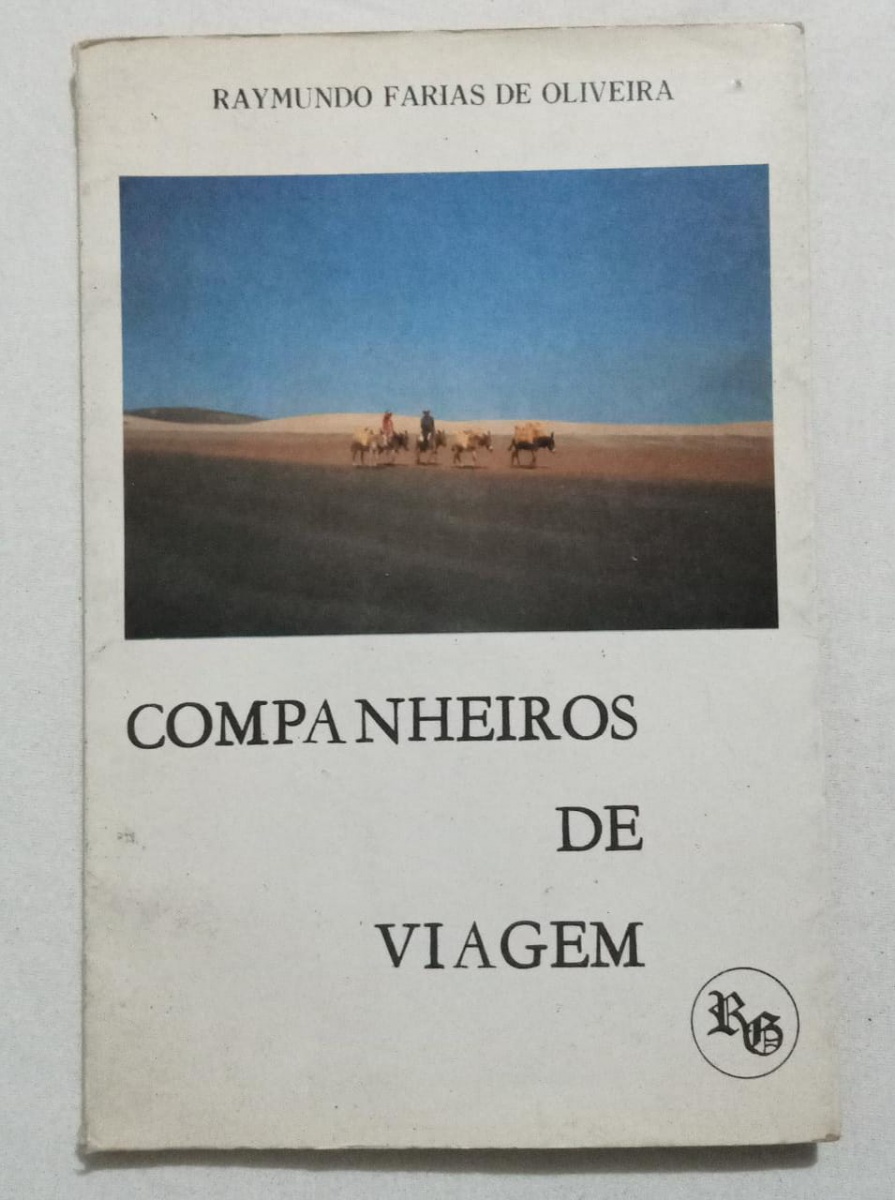 RAYMUNDO FARIAS DE OLIVEIRA
COMPANHEIROS
DE
VIAGEM
RG